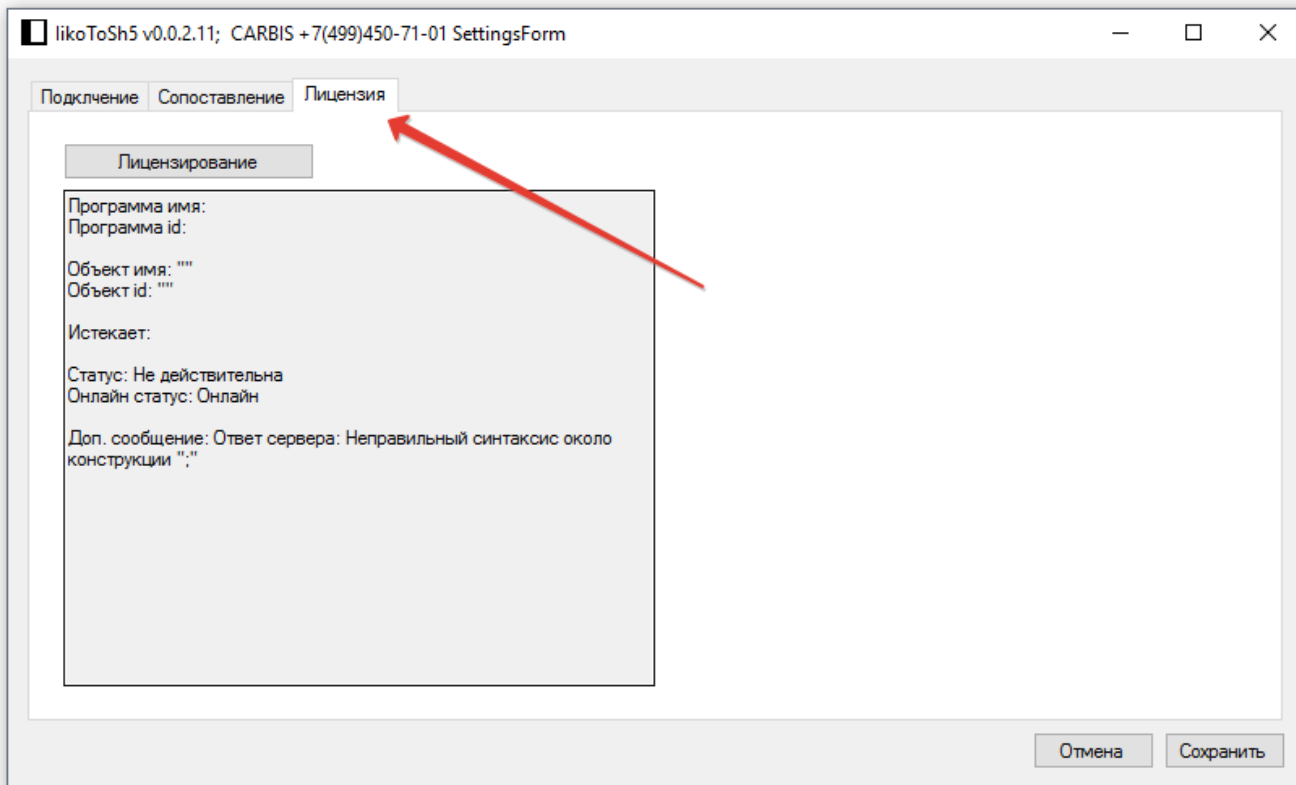 IikoToSh5 v0.0.2.11;  CARBIS +7(499)450-71-01 SettingsForm
Подклчение Сопоставление Лицензия
Лицензирование
Программа имя:
Программа id:
Объект имя: ""
Объект id: ""
Истекает:
Статус: Не действительна
Онлайн статус: Онлайн
Доп. сообщение: Ответ сервера: Неправильный синтаксис около
конструкции ";"
Отмена Сохранить